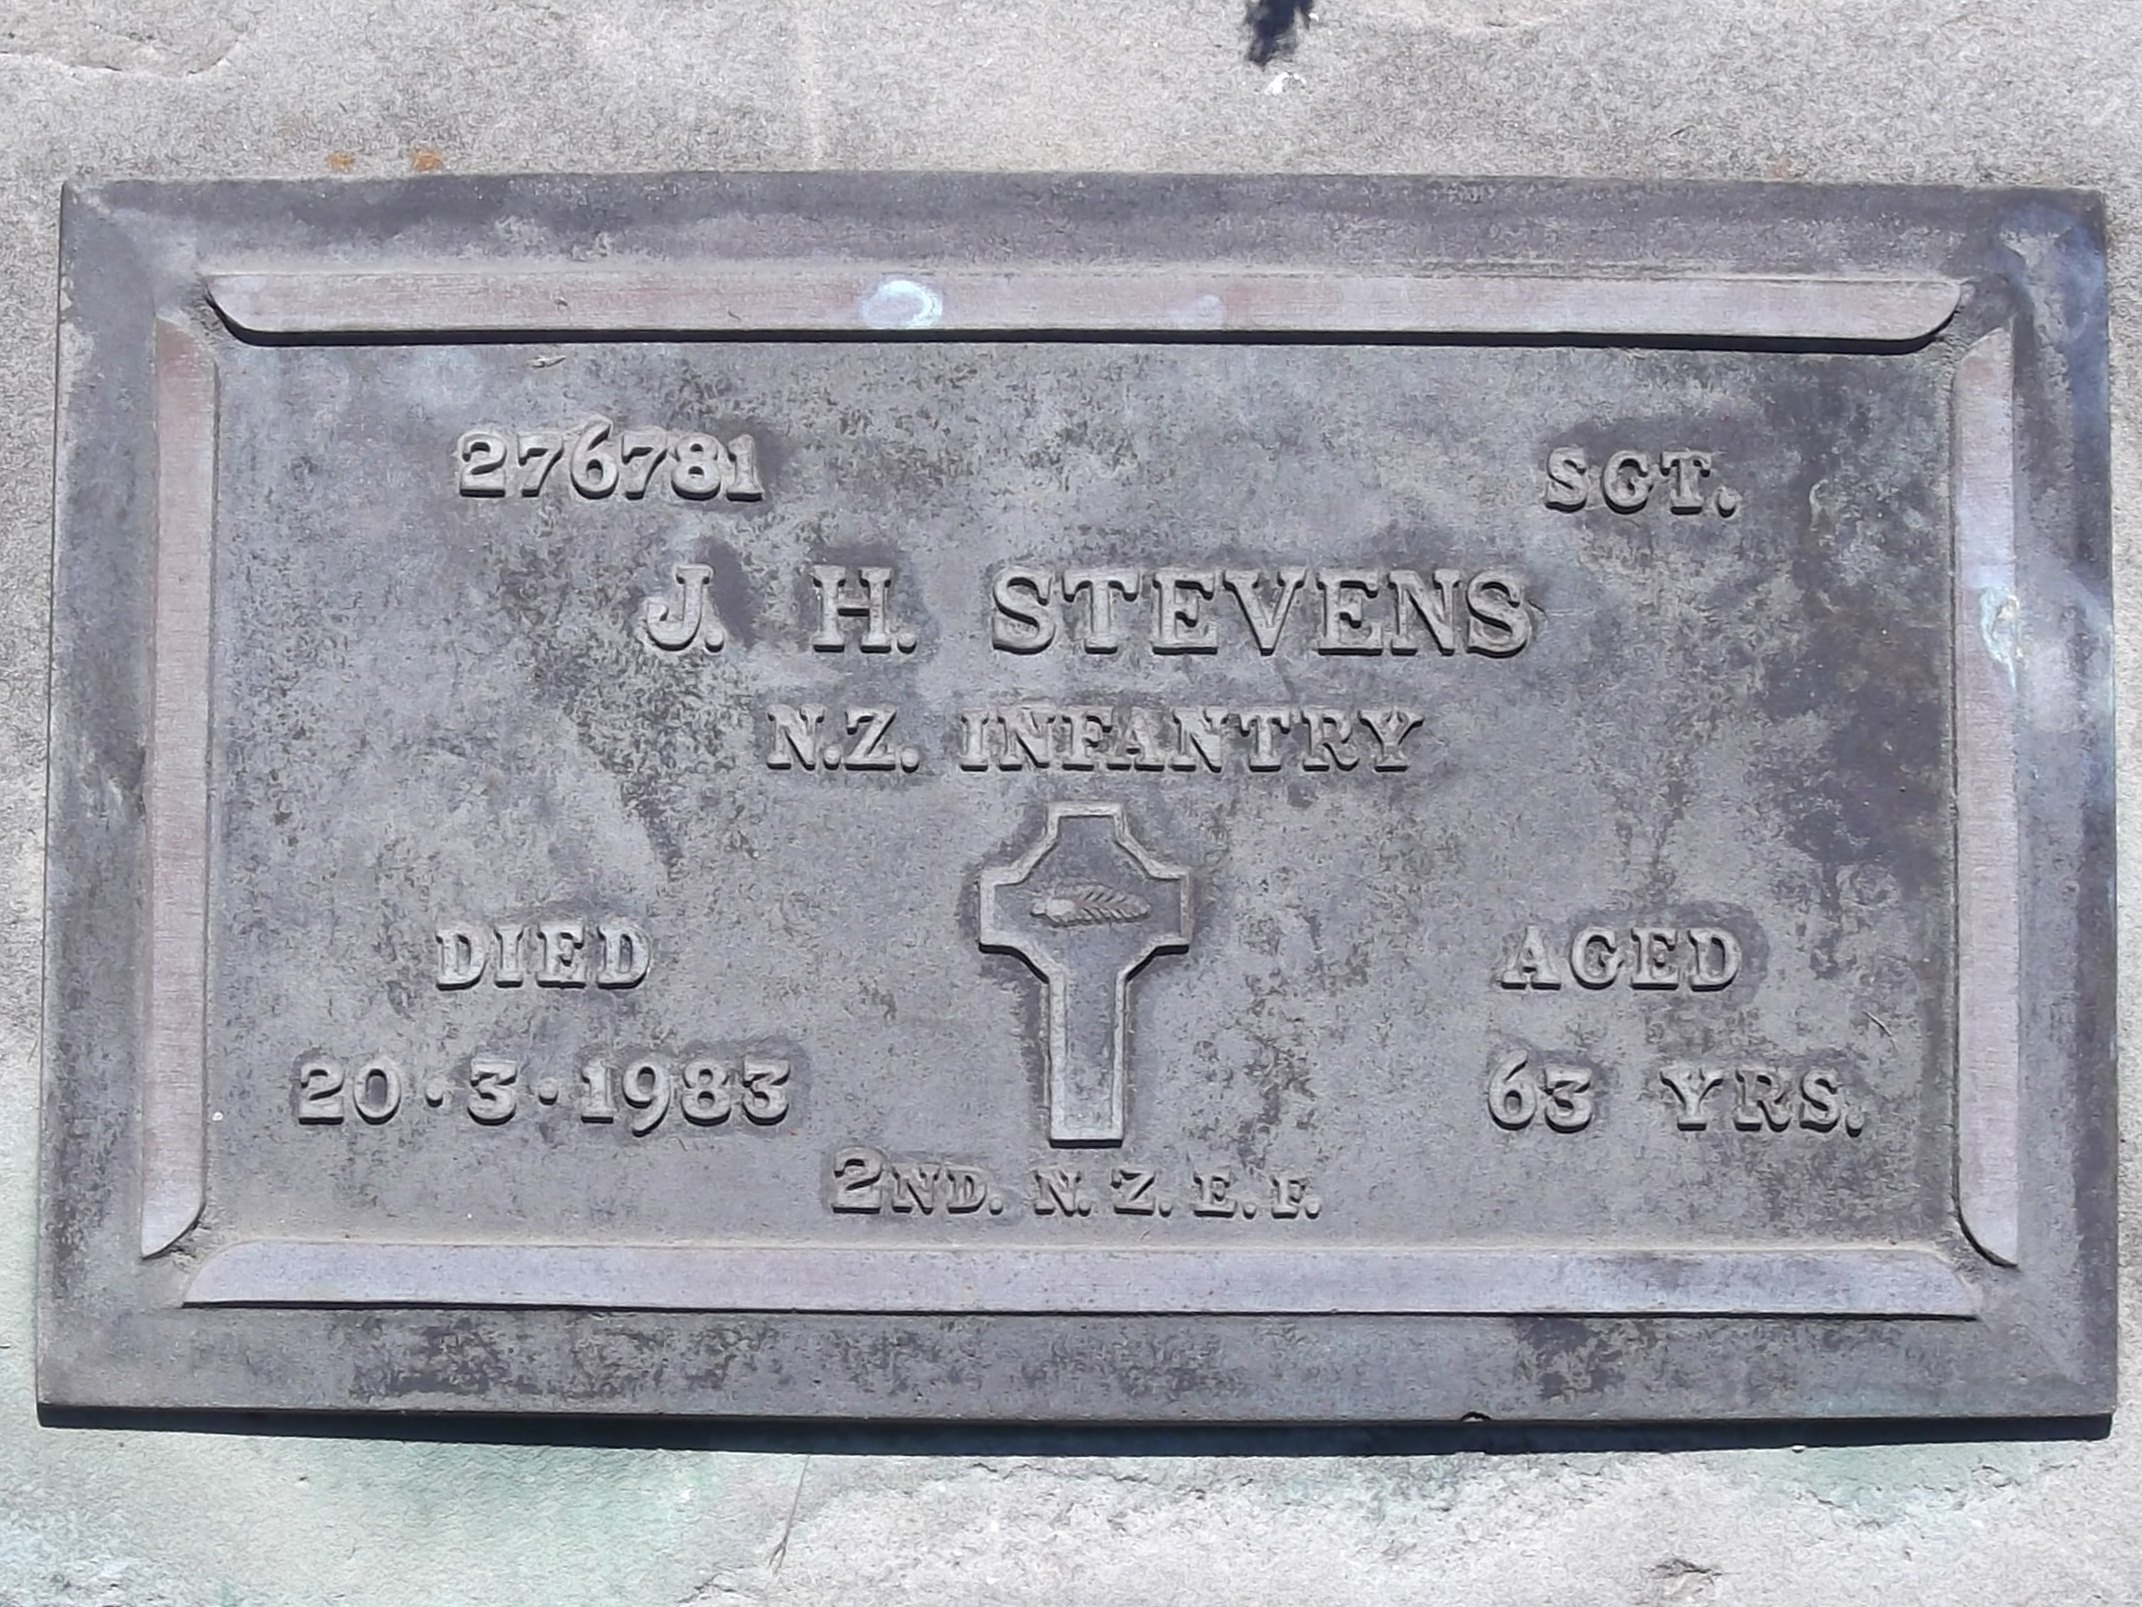 276781 SGT.
J. H. STEVENS
N.Z. INFANTRY
DIED AGED
20·3·1983 63 YRS.
2ND. N.Z.E.F.